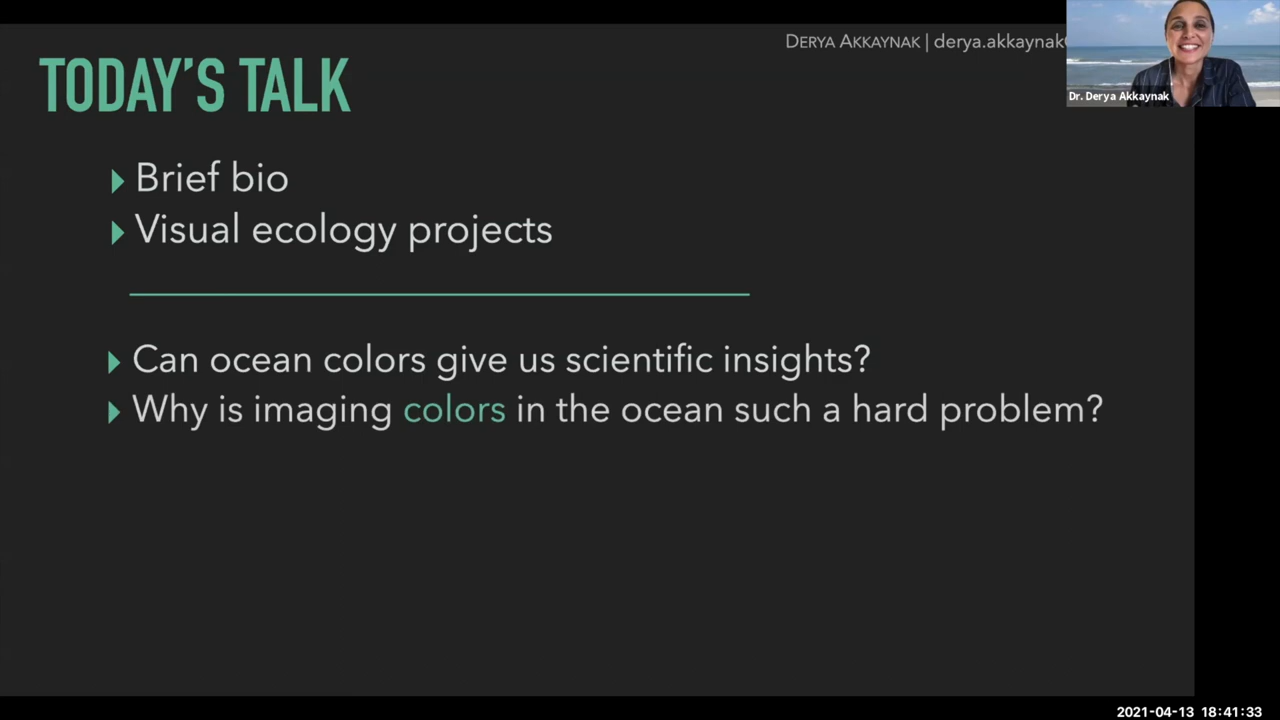 DERYA AKKAYNAK | derya.akkaynak
Dr. Derya Akkaynak
TODAY'S TALK
Brief bio
Visual ecology projects
Can ocean colors give us scientific insights?
Why is imaging colors in the ocean such a hard problem?
2021-04-13 18:41:33